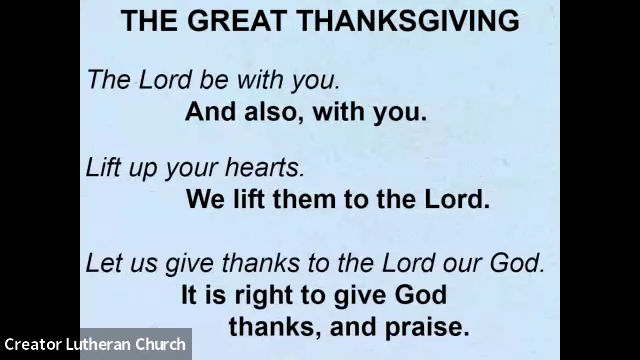 THE GREAT THANKSGIVING
The Lord be with you.
And also, with you.
Lift up your hearts.
We lift them to the Lord.
Let us give thanks to the Lord our God.
It is right to give God
thanks, and praise.
Creator Lutheran Church